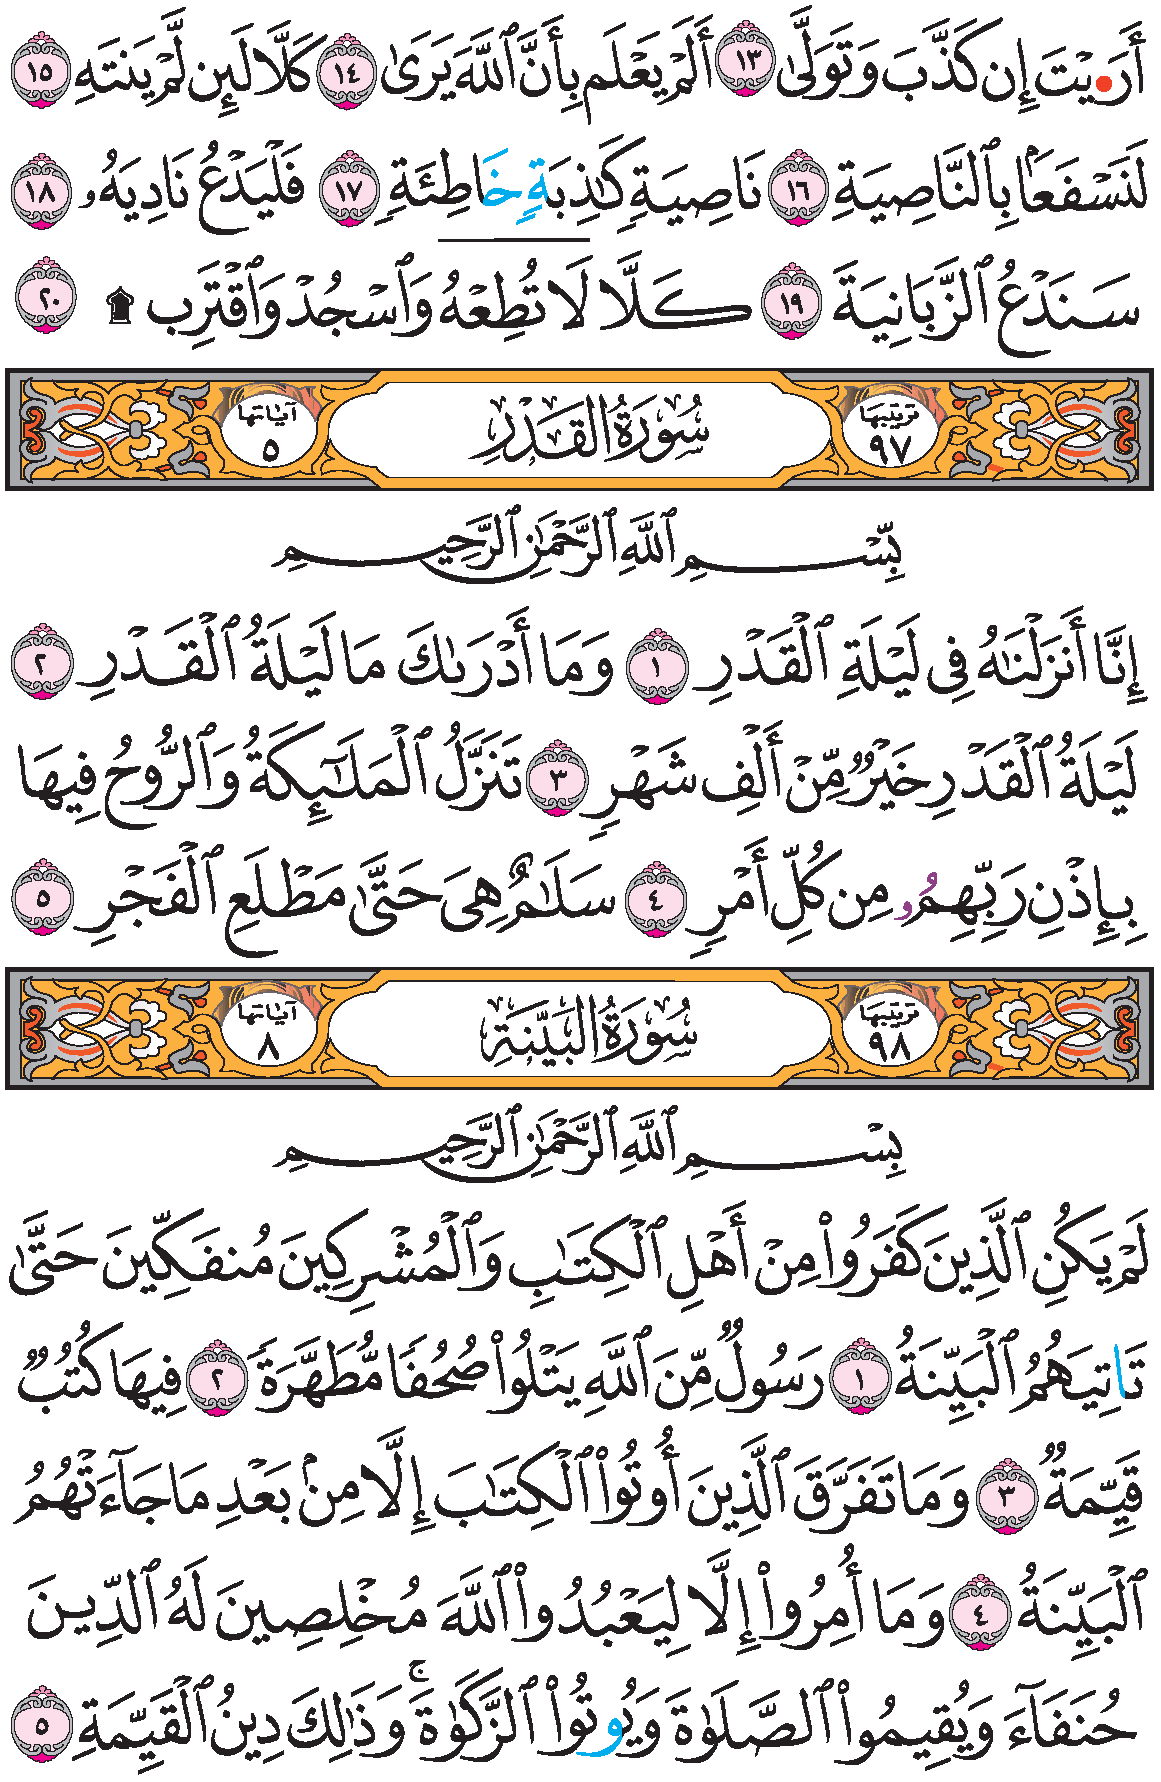 أَرَ•يْتَ إِن كَذَّبَ وَتَوَلَّىٰ ١٣ أَلَمْ يَعْلَم بِأَنَّ ٱللَّهَ يَرَىٰ ١٤ كَلَّا لَئِن لَّمْ يَنتَهِ ١٥
لَنَسْفَعَۢا بِٱلنَّاصِيَةِ ١٦ نَاصِيَةٍ كَٰذِبَةٍ خَاطِئَةٍ ١٧ فَلْيَدْعُ نَادِيَهُۥ ١٨
سَنَدْعُ ٱلزَّبَانِيَةَ ١٩ كَلَّا لَا تُطِعْهُ وَٱسْجُدْ وَٱقْتَرِب ۩ ٢٠
ترتيبها ٩٧ سُورَةُ القَدْرِ آياتها ٥
بِسْمِ ٱللَّهِ ٱلرَّحْمَٰنِ ٱلرَّحِيمِ
إِنَّا أَنزَلْنَٰهُ فِى لَيْلَةِ ٱلْقَدْرِ ١ وَمَا أَدْرَىٰكَ مَا لَيْلَةُ ٱلْقَدْرِ ٢
لَيْلَةُ ٱلْقَدْرِ خَيْرٌ مِّنْ أَلْفِ شَهْرٍ ٣ تَنَزَّلُ ٱلْمَلَٰٓئِكَةُ وَٱلرُّوحُ فِيهَا
بِإِذْنِ رَبِّهِمُۥ مِن كُلِّ أَمْرٍ ٤ سَلَٰمٌ هِىَ حَتَّىٰ مَطْلَعِ ٱلْفَجْرِ ٥
ترتيبها ٩٨ سُورَةُ البَيِّنَةِ آياتها ٨
بِسْمِ ٱللَّهِ ٱلرَّحْمَٰنِ ٱلرَّحِيمِ
لَمْ يَكُنِ ٱلَّذِينَ كَفَرُوا۟ مِنْ أَهْلِ ٱلْكِتَٰبِ وَٱلْمُشْرِكِينَ مُنفَكِّينَ حَتَّىٰ
تَاتِيَهُمُ ٱلْبَيِّنَةُ ١ رَسُولٌ مِّنَ ٱللَّهِ يَتْلُوا۟ صُحُفًا مُّطَهَّرَةً ٢ فِيهَا كُتُبٌ
قَيِّمَةٌ ٣ وَمَا تَفَرَّقَ ٱلَّذِينَ أُوتُوا۟ ٱلْكِتَٰبَ إِلَّا مِنۢ بَعْدِ مَا جَآءَتْهُمُ
ٱلْبَيِّنَةُ ٤ وَمَا أُمِرُوا۟ إِلَّا لِيَعْبُدُوا۟ ٱللَّهَ مُخْلِصِينَ لَهُ ٱلدِّينَ
حُنَفَآءَ وَيُقِيمُوا۟ ٱلصَّلَوٰةَ وَيُوتُوا۟ ٱلزَّكَوٰةَ ۚ وَذَٰلِكَ دِينُ ٱلْقَيِّمَةِ ٥